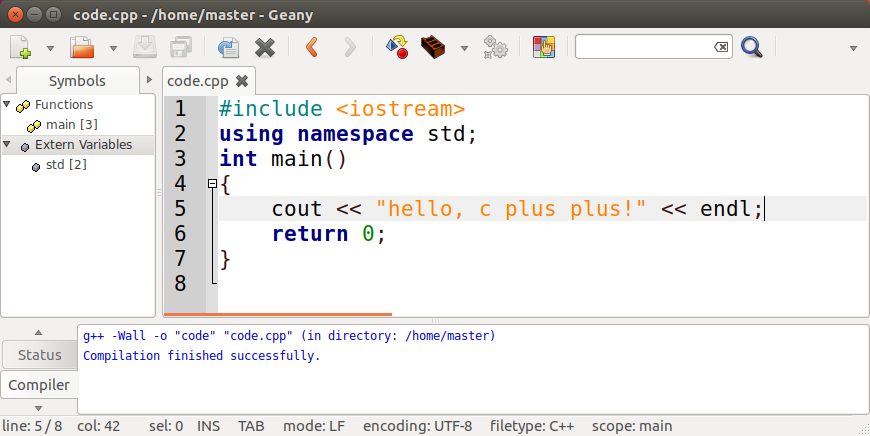 code.cpp - /home/master - Geany
Symbols
code.cpp
Functions
main [3]
Extern Variables
std [2]
1 #include <iostream>
2 using namespace std;
3 int main()
4 {
5     cout << "hello, c plus plus!" << endl;
6     return 0;
7 }
8
Status
Compiler
g++ -Wall -o "code" "code.cpp" (in directory: /home/master)
Compilation finished successfully.
line: 5 / 8 col: 42 sel: 0 INS TAB mode: LF encoding: UTF-8 filetype: C++ scope: main